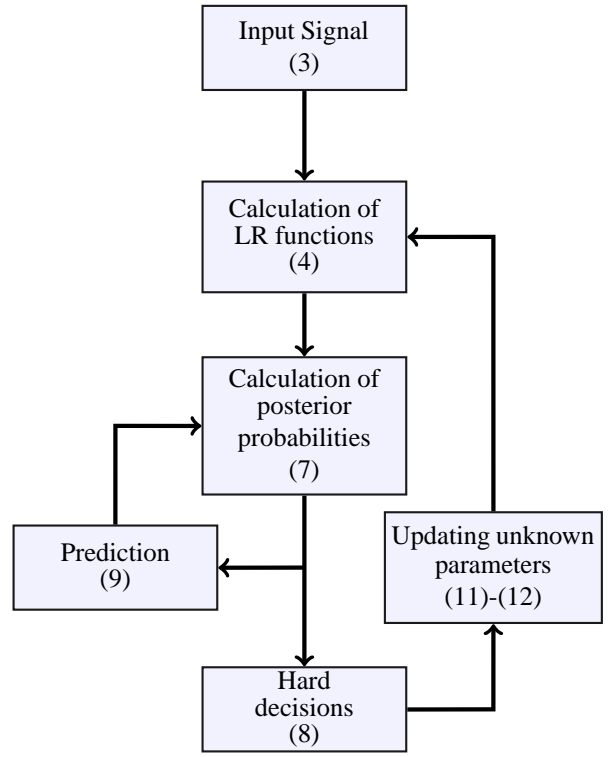 Input Signal
(3)
Calculation of
LR functions
(4)
Calculation of
posterior
probabilities
(7)
Prediction
(9)
Updating unknown
parameters
(11)-(12)
Hard
decisions
(8)